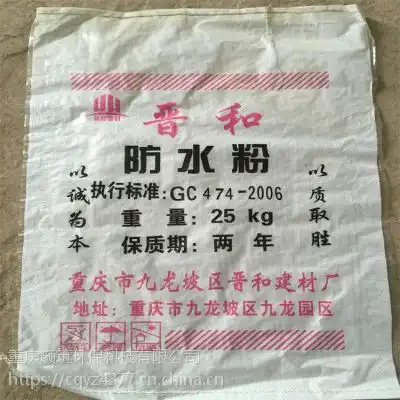 晋和
防水粉
以诚为本
以质取胜
执行标准:GC 474-2006
重量:25 kg
保质期:两年
重庆市九龙坡区晋和建材厂
地址:重庆市九龙坡区九龙园区
https://cqyz4377.cn.china.cn